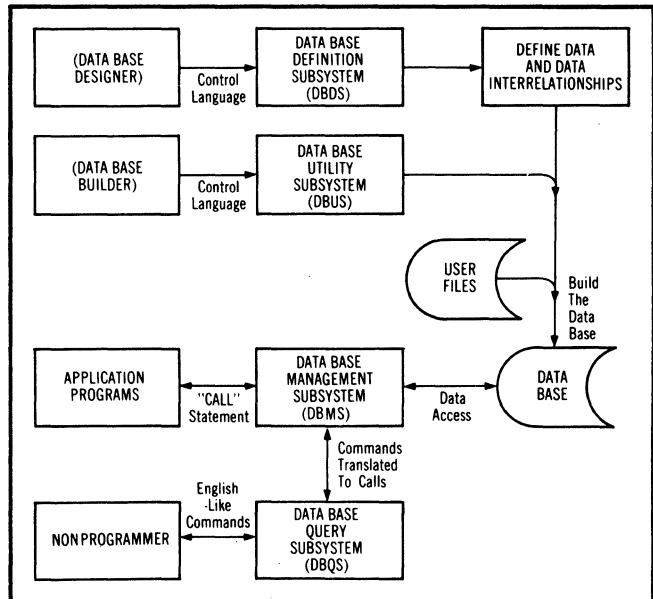 (DATA BASE
DESIGNER)
Control
Language
DATA BASE
DEFINITION
SUBSYSTEM
(DBDS)
DEFINE DATA
AND DATA
INTERRELATIONSHIPS
(DATA BASE
BUILDER)
Control
Language
DATA BASE
UTILITY
SUBSYSTEM
(DBUS)
USER
FILES
Build
The
Data
Base
APPLICATION
PROGRAMS
"CALL"
Statement
DATA BASE
MANAGEMENT
SUBSYSTEM
(DBMS)
Data
Access
DATA
BASE
Commands
Translated
To Calls
NONPROGRAMMER
English
-Like
Commands
DATA BASE
QUERY
SUBSYSTEM
(DBQS)